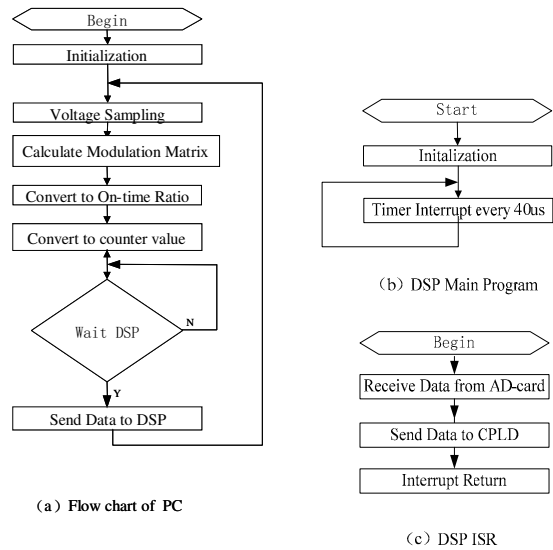 Begin
Initialization
Voltage Sampling
Calculate Modulation Matrix
Convert to On-time Ratio
Convert to counter value
Wait DSP
N
Y
Send Data to DSP
(a) Flow chart of PC
Start
Initalization
Timer Interrupt every 40us
(b) DSP Main Program
Begin
Receive Data from AD-card
Send Data to CPLD
Interrupt Return
(c) DSP ISR